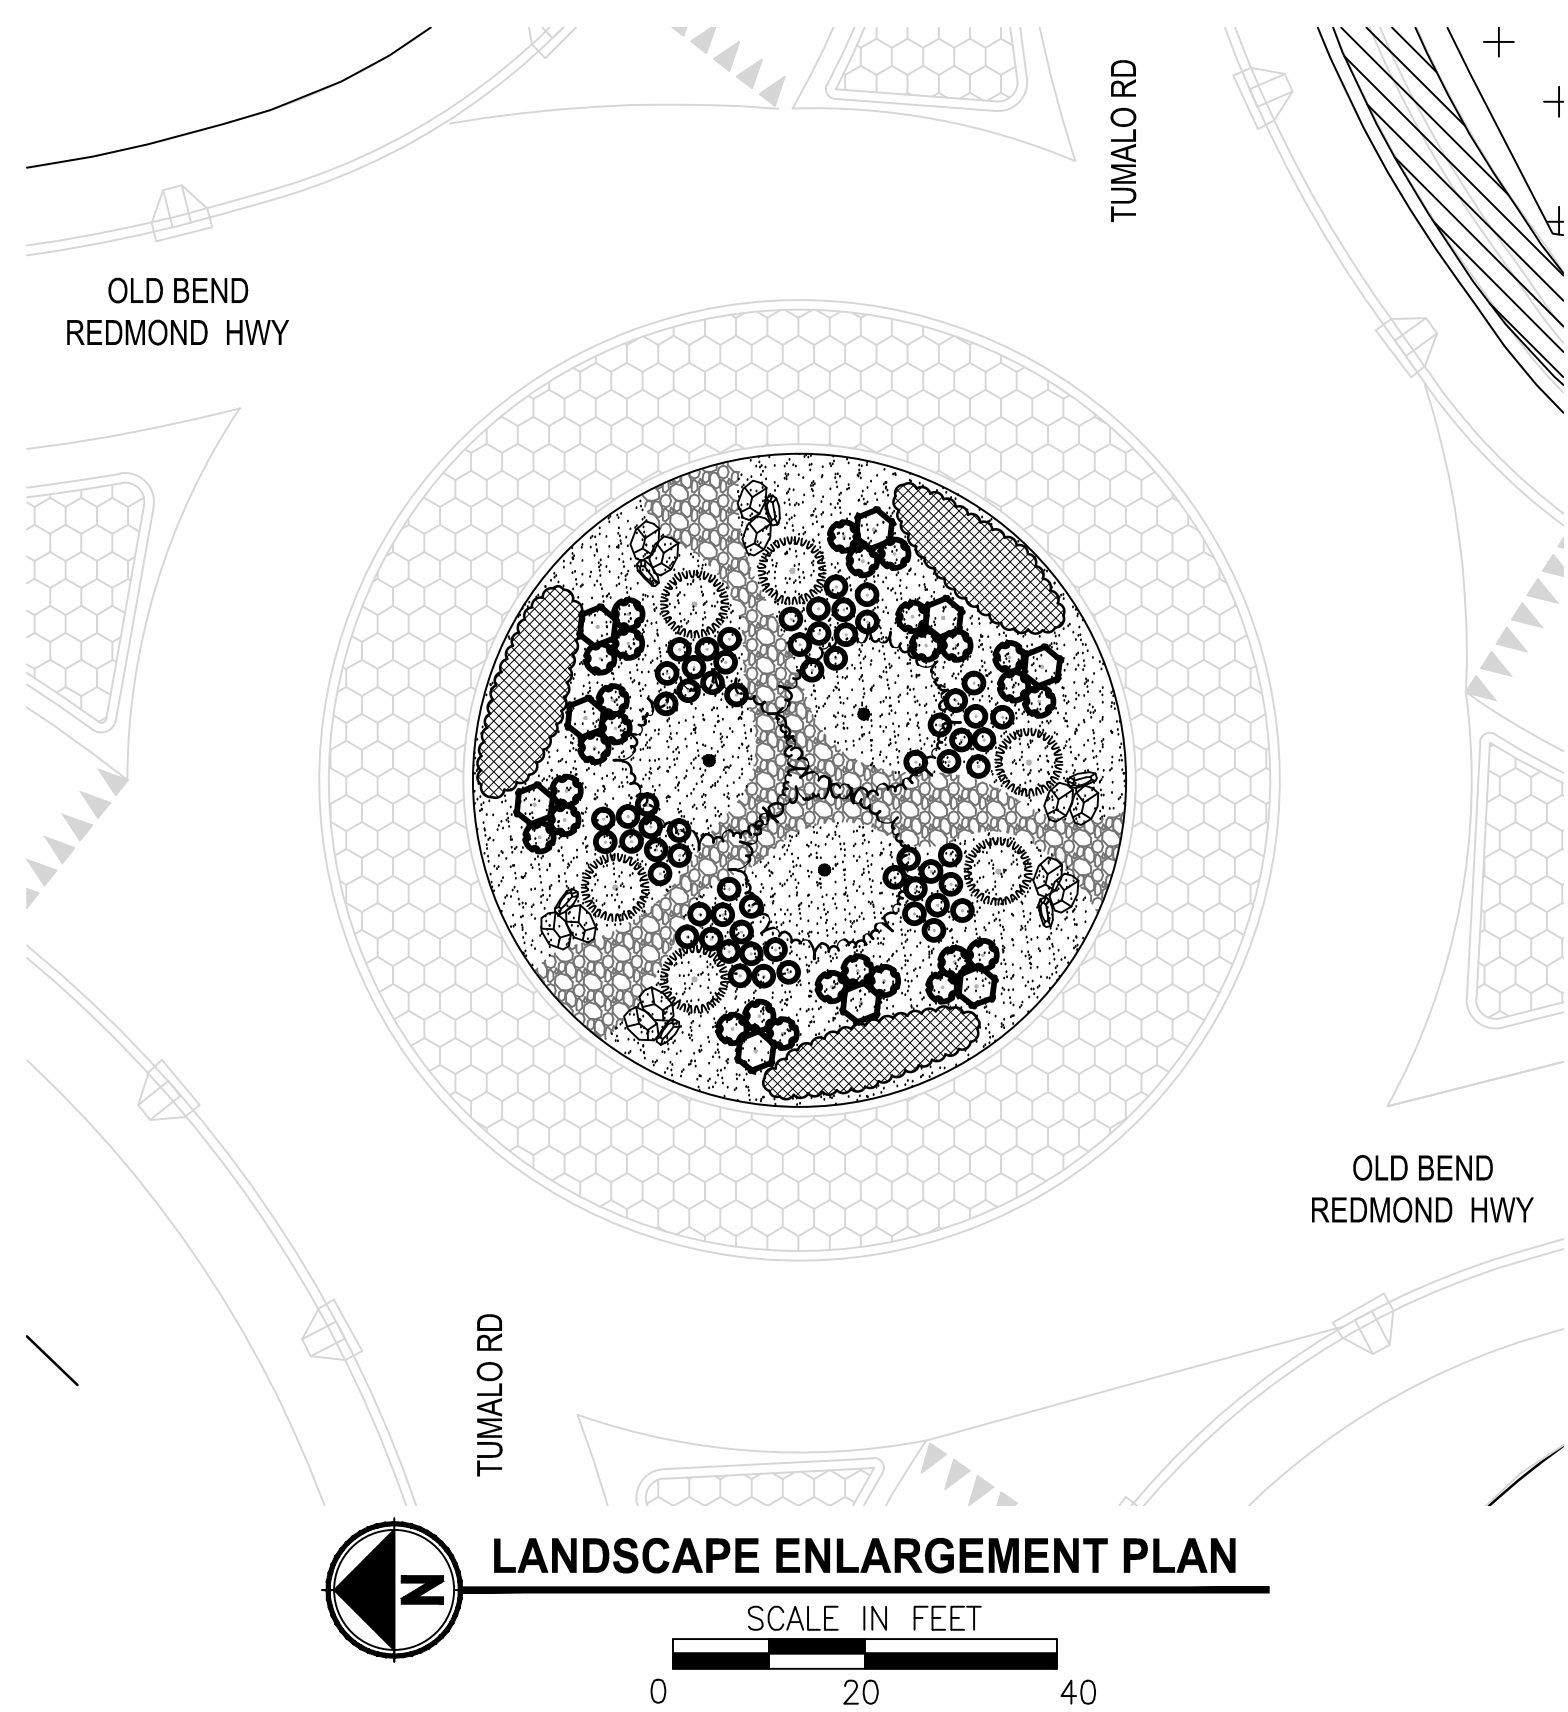 TUMALO RD
OLD BEND
REDMOND HWY
OLD BEND
REDMOND HWY
TUMALO RD
N
LANDSCAPE ENLARGEMENT PLAN
SCALE IN FEET
0 20 40